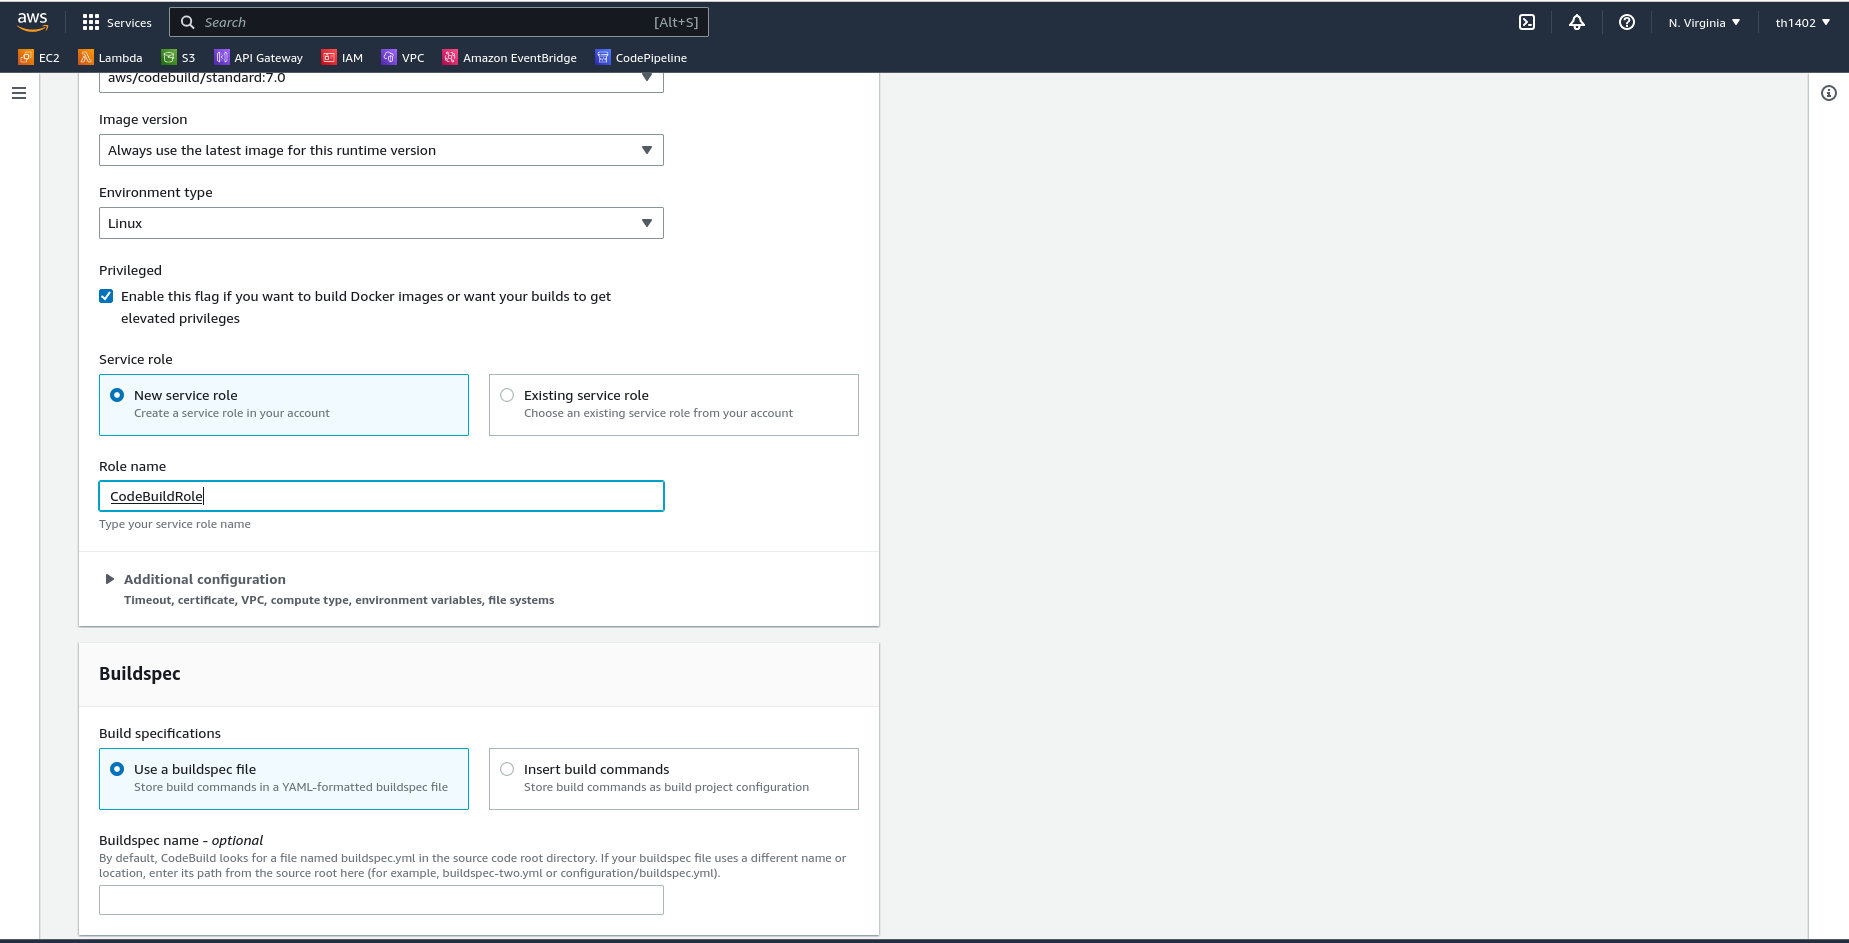 aws
Services
Search
[Alt+S]
N. Virginia
th1402
EC2
Lambda
S3
API Gateway
IAM
VPC
Amazon EventBridge
CodePipeline
aws/codebuild/standard:7.0
Image version
Always use the latest image for this runtime version
Environment type
Linux
Privileged
Enable this flag if you want to build Docker images or want your builds to get
elevated privileges
Service role
New service role
Create a service role in your account
Existing service role
Choose an existing service role from your account
Role name
CodeBuildRole
Type your service role name
Additional configuration
Timeout, certificate, VPC, compute type, environment variables, file systems
Buildspec
Build specifications
Use a buildspec file
Store build commands in a YAML-formatted buildspec file
Insert build commands
Store build commands as build project configuration
Buildspec name - optional
By default, CodeBuild looks for a file named buildspec.yml in the source code root directory. If your buildspec file uses a different name or
location, enter its path from the source root here (for example, buildspec-two.yml or configuration/buildspec.yml).